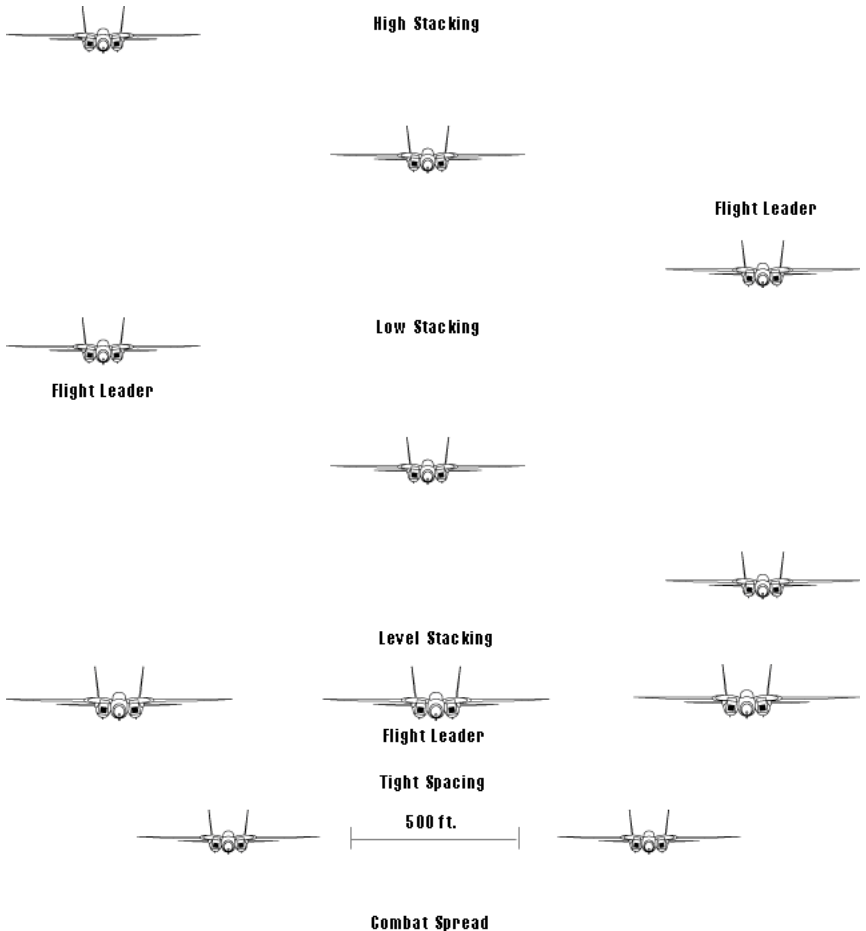 High Stacking
Flight Leader
Low Stacking
Flight Leader
Level Stacking
Flight Leader
Tight Spacing
500 ft.
Combat Spread